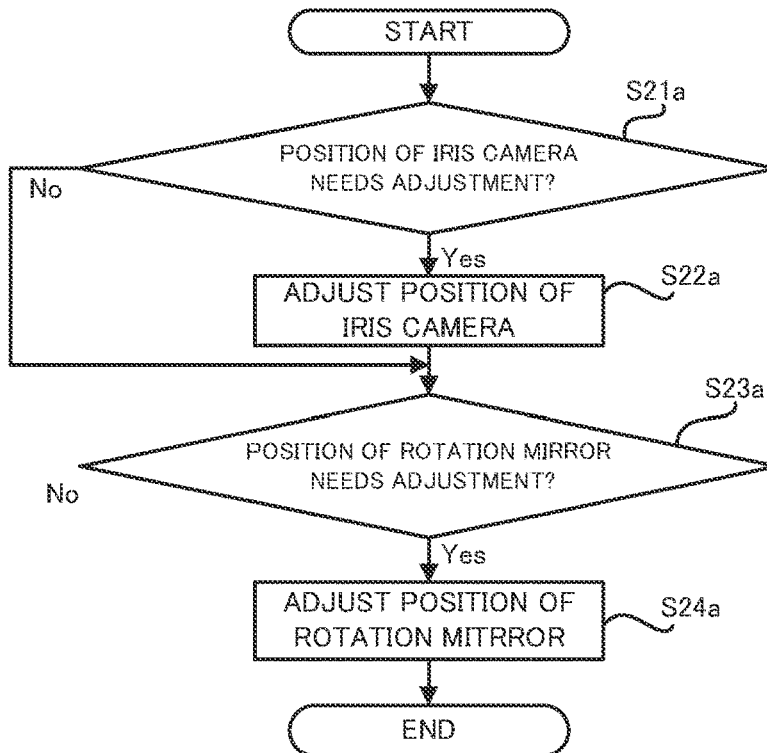 START
S21a
POSITION OF IRIS CAMERA
NEEDS ADJUSTMENT?
No
Yes
S22a
ADJUST POSITION OF
IRIS CAMERA
S23a
POSITION OF ROTATION MIRROR
NEEDS ADJUSTMENT?
No
Yes
ADJUST POSITION OF
ROTATION MITRROR
S24a
END